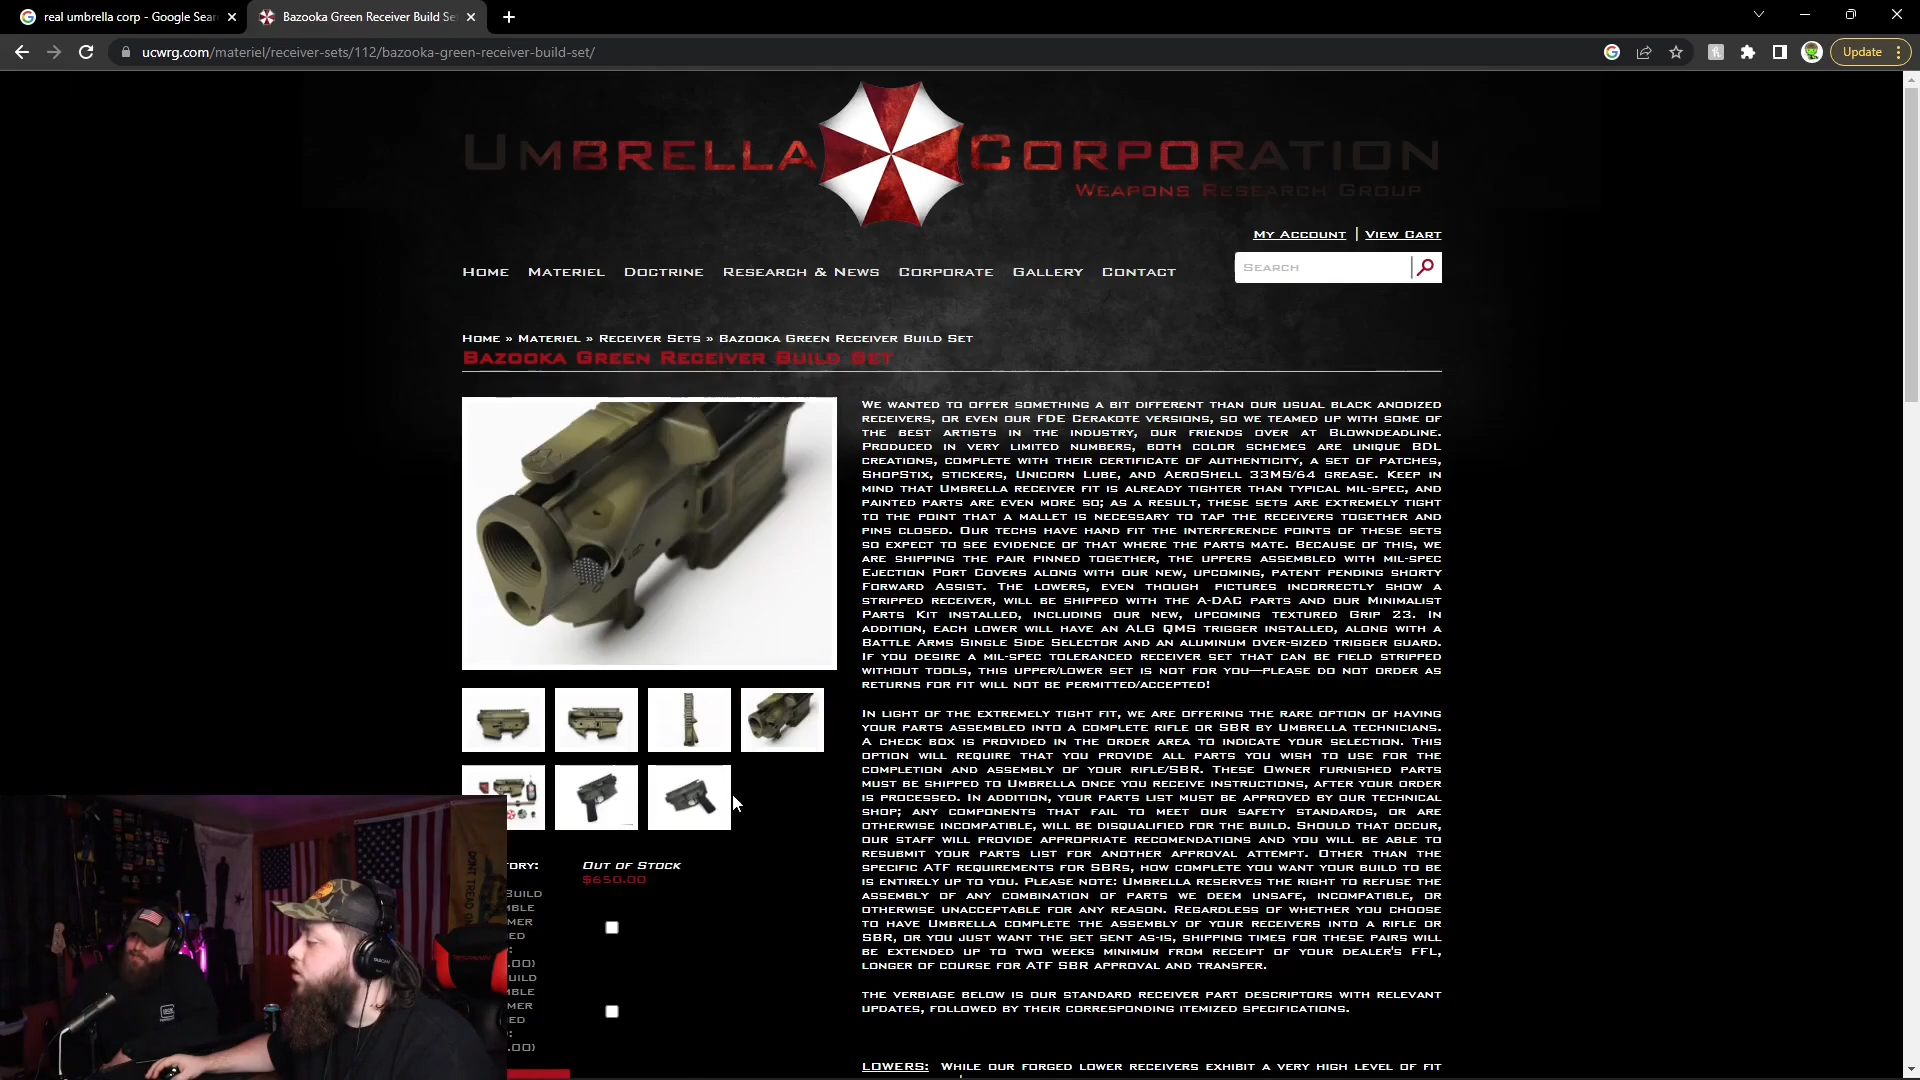 real umbrella corp - Google Sear
Bazooka Green Receiver Build Se
ucwrg.com/materiel/receiver-sets/112/bazooka-green-receiver-build-set/
Update
UMBRELLA CORPORATION
WEAPONS RESEARCH GROUP
MY ACCOUNT | VIEW CART
HOME MATERIEL DOCTRINE RESEARCH & NEWS CORPORATE GALLERY CONTACT
SEARCH
HOME » MATERIEL » RECEIVER SETS » BAZOOKA GREEN RECEIVER BUILD SET
BAZOOKA GREEN RECEIVER BUILD SET
WE WANTED TO OFFER SOMETHING A BIT DIFFERENT THAN OUR USUAL BLACK ANODIZED
RECEIVERS, OR EVEN OUR FDE CERAKOTE VERSIONS, SO WE TEAMED UP WITH SOME OF
THE BEST ARTISTS IN THE INDUSTRY, OUR FRIENDS OVER AT BLOWNDEADLINE.
PRODUCED IN VERY LIMITED NUMBERS, BOTH COLOR SCHEMES ARE UNIQUE BDL
CREATIONS, COMPLETE WITH THEIR CERTIFICATE OF AUTHENTICITY, A SET OF PATCHES,
SHOPSTIX, STICKERS, UNICORN LUBE, AND AEROSHELL 33MS/64 GREASE. KEEP IN
MIND THAT UMBRELLA RECEIVER FIT IS ALREADY TIGHTER THAN TYPICAL MIL-SPEC, AND
PAINTED PARTS ARE EVEN MORE SO; AS A RESULT, THESE SETS ARE EXTREMELY TIGHT
TO THE POINT THAT A MALLET IS NECESSARY TO TAP THE RECEIVERS TOGETHER AND
PINS CLOSED. OUR TECHS HAVE HAND FIT THE INTERFERENCE POINTS OF THESE SETS
SO EXPECT TO SEE EVIDENCE OF THAT WHERE THE PARTS MATE. BECAUSE OF THIS, WE
ARE SHIPPING THE PAIR PINNED TOGETHER, THE UPPERS ASSEMBLED WITH MIL-SPEC
EJECTION PORT COVERS ALONG WITH OUR NEW, UPCOMING, PATENT PENDING SHORTY
FORWARD ASSIST. THE LOWERS, EVEN THOUGH PICTURES INCORRECTLY SHOW A
STRIPPED RECEIVER, WILL BE SHIPPED WITH THE A-DAC PARTS AND OUR MINIMALIST
PARTS KIT INSTALLED, INCLUDING OUR NEW, UPCOMING TEXTURED GRIP 23. IN
ADDITION, EACH LOWER WILL HAVE AN ALG QMS TRIGGER INSTALLED, ALONG WITH A
BATTLE ARMS SINGLE SIDE SELECTOR AND AN ALUMINUM OVER-SIZED TRIGGER GUARD.
IF YOU DESIRE A MIL-SPEC TOLERANCED RECEIVER SET THAT CAN BE FIELD STRIPPED
WITHOUT TOOLS, THIS UPPER/LOWER SET IS NOT FOR YOU—PLEASE DO NOT ORDER AS
RETURNS FOR FIT WILL NOT BE PERMITTED/ACCEPTED!
IN LIGHT OF THE EXTREMELY TIGHT FIT, WE ARE OFFERING THE RARE OPTION OF HAVING
YOUR PARTS ASSEMBLED INTO A COMPLETE RIFLE OR SBR BY UMBRELLA TECHNICIANS.
A CHECK BOX IS PROVIDED IN THE ORDER AREA TO INDICATE YOUR SELECTION. THIS
OPTION WILL REQUIRE THAT YOU PROVIDE ALL PARTS YOU WISH TO USE FOR THE
COMPLETION AND ASSEMBLY OF YOUR RIFLE/SBR. THESE OWNER FURNISHED PARTS
MUST BE SHIPPED TO UMBRELLA ONCE YOU RECEIVE INSTRUCTIONS, AFTER YOUR ORDER
IS PROCESSED. IN ADDITION, YOUR PARTS LIST MUST BE APPROVED BY OUR TECHNICAL
SHOP; ANY COMPONENTS THAT FAIL TO MEET OUR SAFETY STANDARDS, OR ARE
OTHERWISE INCOMPATIBLE, WILL BE DISQUALIFIED FOR THE BUILD. SHOULD THAT OCCUR,
OUR STAFF WILL PROVIDE APPROPRIATE RECOMENDATIONS AND YOU WILL BE ABLE TO
RESUBMIT YOUR PARTS LIST FOR ANOTHER APPROVAL ATTEMPT. OTHER THAN THE
SPECIFIC ATF REQUIREMENTS FOR SBRS, HOW COMPLETE YOU WANT YOUR BUILD TO BE
IS ENTIRELY UP TO YOU. PLEASE NOTE: UMBRELLA RESERVES THE RIGHT TO REFUSE THE
ASSEMBLY OF ANY COMBINATION OF PARTS WE DEEM UNSAFE, INCOMPATIBLE, OR
OTHERWISE UNACCEPTABLE FOR ANY REASON. REGARDLESS OF WHETHER YOU CHOOSE
TO HAVE UMBRELLA COMPLETE THE ASSEMBLY OF YOUR RECEIVERS INTO A RIFLE OR
SBR, OR YOU JUST WANT THE SET SENT AS-IS, SHIPPING TIMES FOR THESE PAIRS WILL
BE EXTENDED UP TO TWO WEEKS MINIMUM FROM RECEIPT OF YOUR DEALER'S FFL,
LONGER OF COURSE FOR ATF SBR APPROVAL AND TRANSFER.
THE VERBIAGE BELOW IS OUR STANDARD RECEIVER PART DESCRIPTORS WITH RELEVANT
UPDATES, FOLLOWED BY THEIR CORRESPONDING ITEMIZED SPECIFICATIONS.
LOWERS: WHILE OUR FORGED LOWER RECEIVERS EXHIBIT A VERY HIGH LEVEL OF FIT
TORY: OUT OF STOCK
$650.00
BUILD
MBLE
MER
ED
:
.00)
BUILD
MBLE
MER
ED
:
.00)
DONT TREAD ON
GLOCK